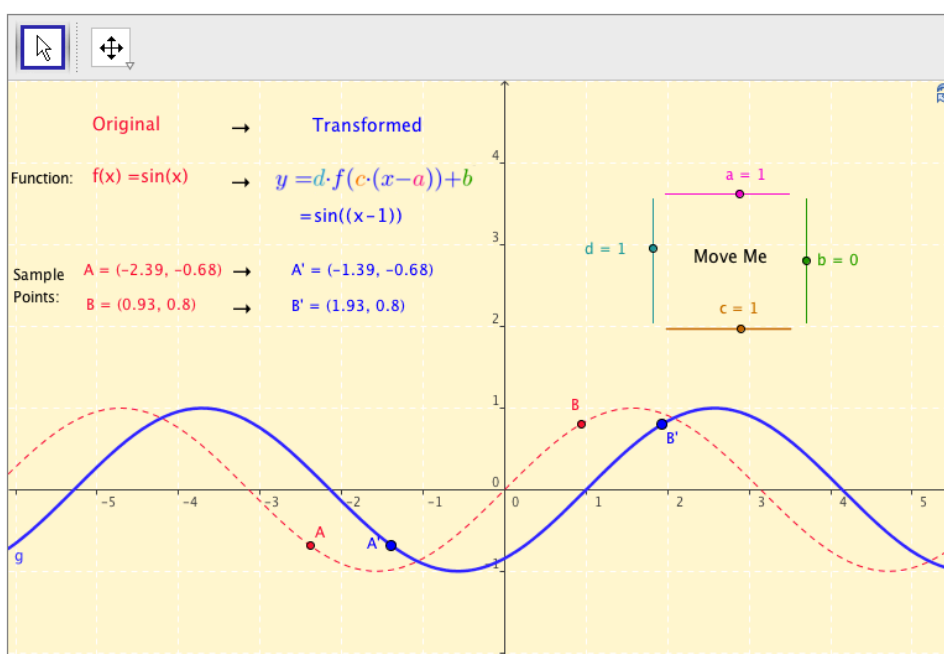 Original → Transformed
Function: f(x) =sin(x) → y =d·f(c·(x−a))+b
=sin((x−1))
Sample Points:
A = (-2.39, -0.68) → A' = (-1.39, -0.68)
B = (0.93, 0.8) → B' = (1.93, 0.8)
a = 1
d = 1
Move Me
b = 0
c = 1
4
3
2
1
0
-1
-5 -4 -3 -2 -1 0 1 2 3 4 5
B
B'
A
A'
g